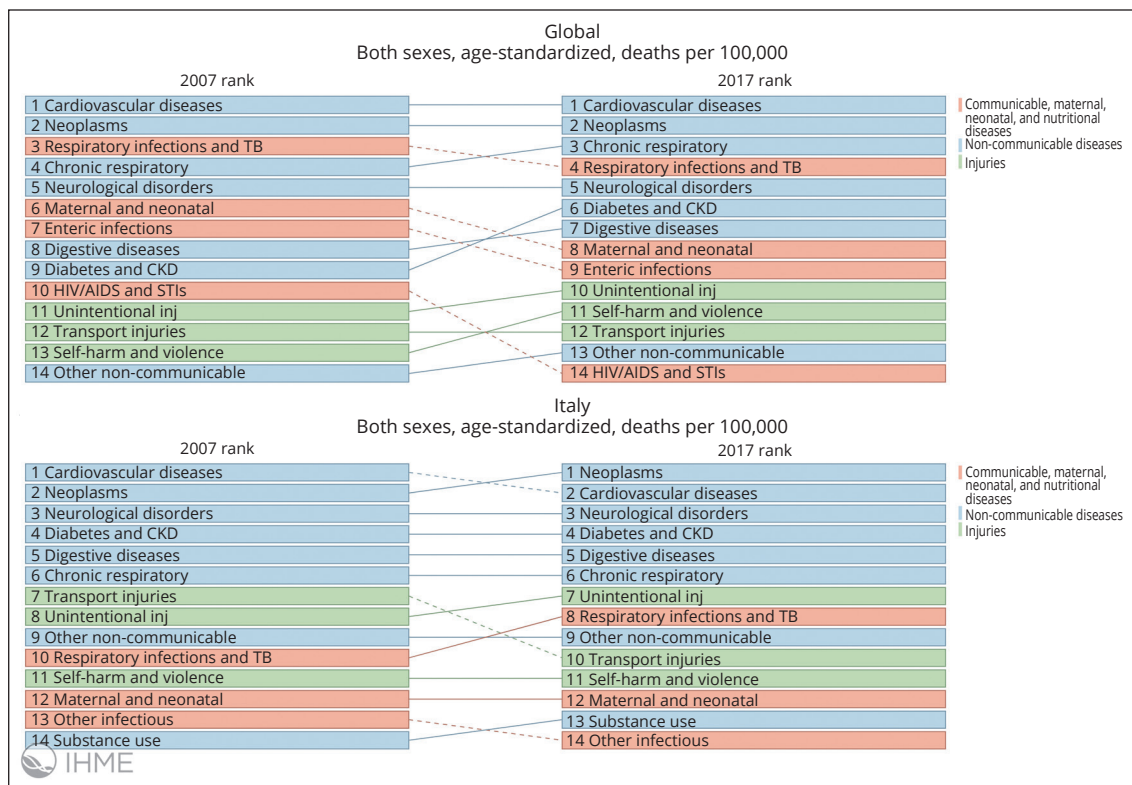 Global
Both sexes, age-standardized, deaths per 100,000
2007 rank
1 Cardiovascular diseases
2 Neoplasms
3 Respiratory infections and TB
4 Chronic respiratory
5 Neurological disorders
6 Maternal and neonatal
7 Enteric infections
8 Digestive diseases
9 Diabetes and CKD
10 HIV/AIDS and STIs
11 Unintentional inj
12 Transport injuries
13 Self-harm and violence
14 Other non-communicable
2017 rank
1 Cardiovascular diseases
2 Neoplasms
3 Chronic respiratory
4 Respiratory infections and TB
5 Neurological disorders
6 Diabetes and CKD
7 Digestive diseases
8 Maternal and neonatal
9 Enteric infections
10 Unintentional inj
11 Self-harm and violence
12 Transport injuries
13 Other non-communicable
14 HIV/AIDS and STIs
Communicable, maternal,
neonatal, and nutritional
diseases
Non-communicable diseases
Injuries
Italy
Both sexes, age-standardized, deaths per 100,000
2007 rank
1 Cardiovascular diseases
2 Neoplasms
3 Neurological disorders
4 Diabetes and CKD
5 Digestive diseases
6 Chronic respiratory
7 Transport injuries
8 Unintentional inj
9 Other non-communicable
10 Respiratory infections and TB
11 Self-harm and violence
12 Maternal and neonatal
13 Other infectious
14 Substance use
2017 rank
1 Neoplasms
2 Cardiovascular diseases
3 Neurological disorders
4 Diabetes and CKD
5 Digestive diseases
6 Chronic respiratory
7 Unintentional inj
8 Respiratory infections and TB
9 Other non-communicable
10 Transport injuries
11 Self-harm and violence
12 Maternal and neonatal
13 Substance use
14 Other infectious
Communicable, maternal,
neonatal, and nutritional
diseases
Non-communicable diseases
Injuries
IHME